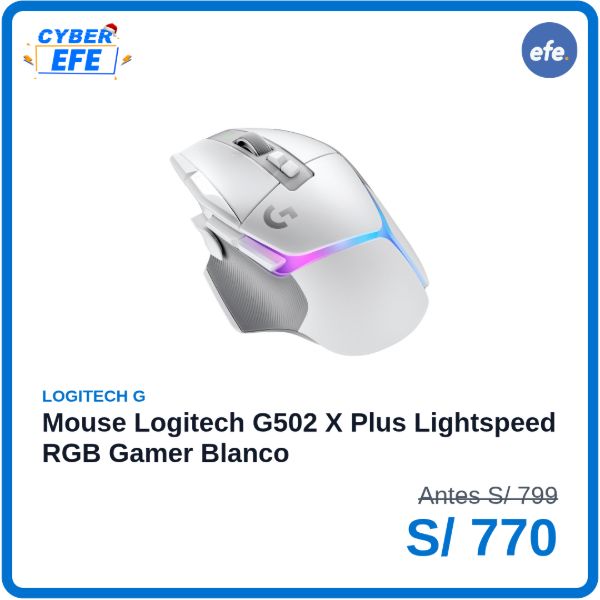 CYBER
EFE
efe.
LOGITECH G
Mouse Logitech G502 X Plus Lightspeed
RGB Gamer Blanco
Antes S/ 799
S/ 770